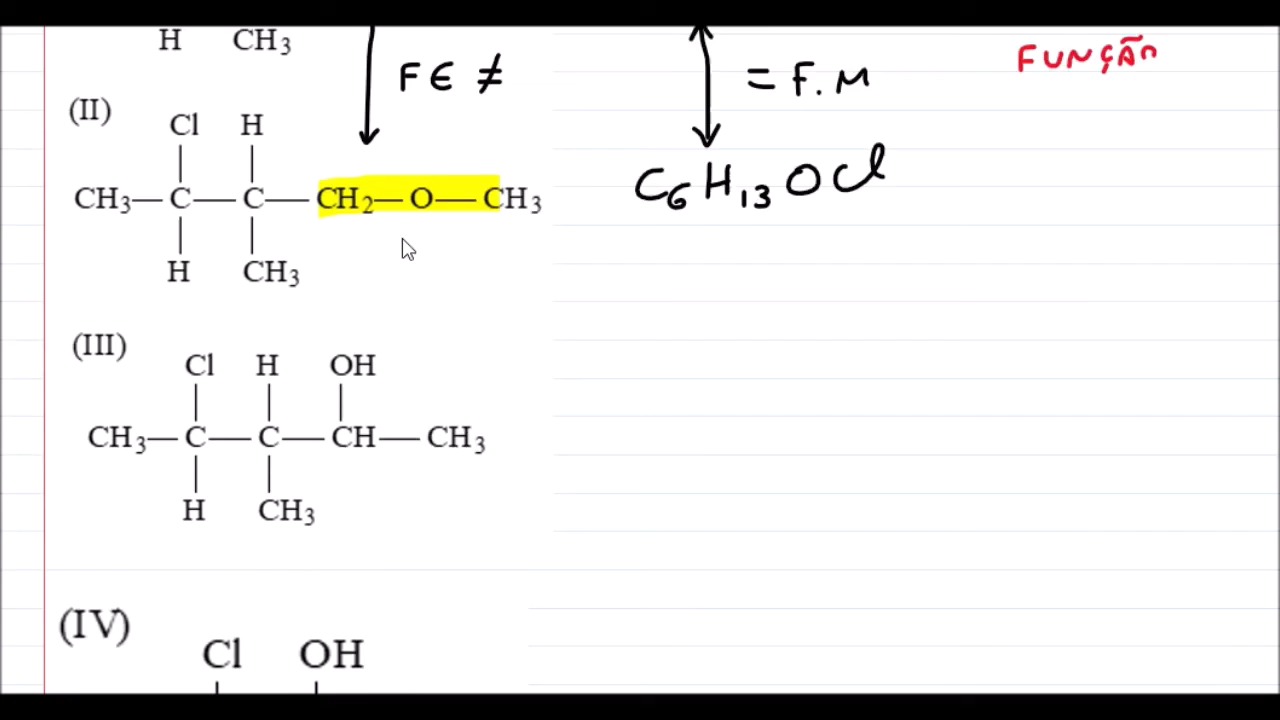 H CH₃
F E ≠
= F. M
FUNÇÃO
(II)
Cl H
CH₃—C—C—CH₂—O—CH₃
H CH₃
C₆H₁₃OCl
(III)
Cl H OH
CH₃—C—C—CH—CH₃
H CH₃
(IV)
Cl OH